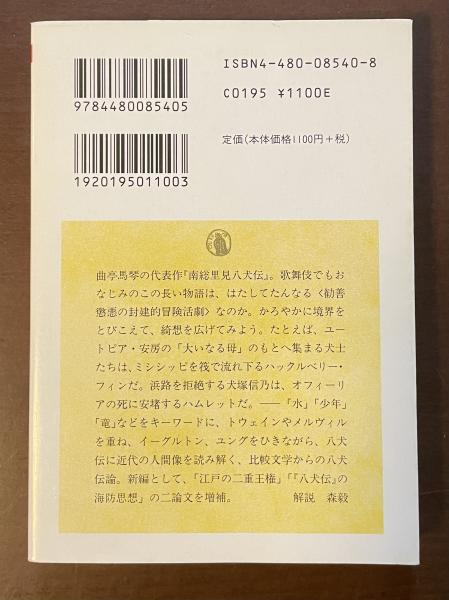 ISBN4-480-08540-8
9784480085405
C0195 ¥1100E
定価(本体価格1100円+税)
1920195011003
曲亭馬琴の代表作『南総里見八犬伝』。歌舞伎でもお
なじみのこの長い物語は、はたしてたんなる〈勧善
懲悪の封建的冒険活劇〉なのか。かろやかに境界を
とびこえて、綺想を広げてみよう。たとえば、ユー
トピア・安房の「大いなる母」のもとへ集まる犬士
たちは、ミシシッピを筏で流れ下るハックルベリー・
フィンだ。浜路を拒絶する犬塚信乃は、オフィーリ
アの死に安堵するハムレットだ。――「水」「少年」
「竜」などをキーワードに、トウェインやメルヴィル
を重ね、イーグルトン、ユングをひきながら、八犬
伝に近代の人間像を読み解く、比較文学からの八犬
伝論。新編として、「江戸の二重王権」「『八犬伝』の
海防思想」の二論文を増補。 解説 森毅